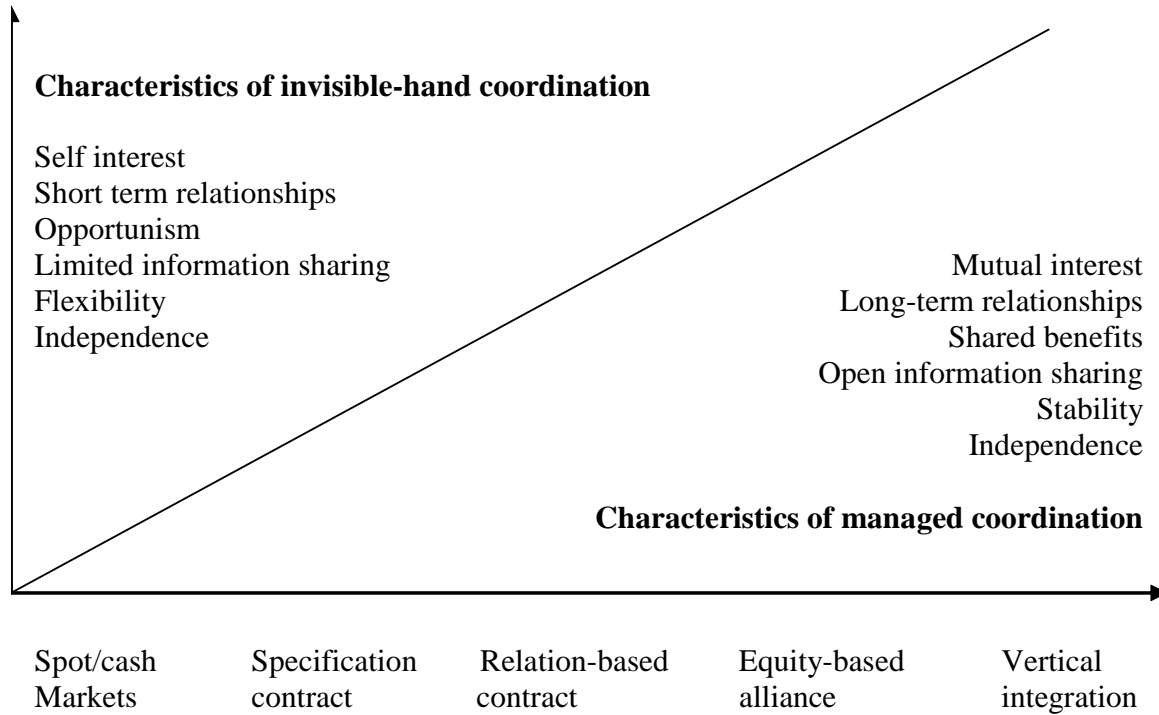 Characteristics of invisible-hand coordination
Self interest
Short term relationships
Opportunism
Limited information sharing
Flexibility
Independence
Mutual interest
Long-term relationships
Shared benefits
Open information sharing
Stability
Independence
Characteristics of managed coordination
Spot/cash Markets
Specification contract
Relation-based contract
Equity-based alliance
Vertical integration